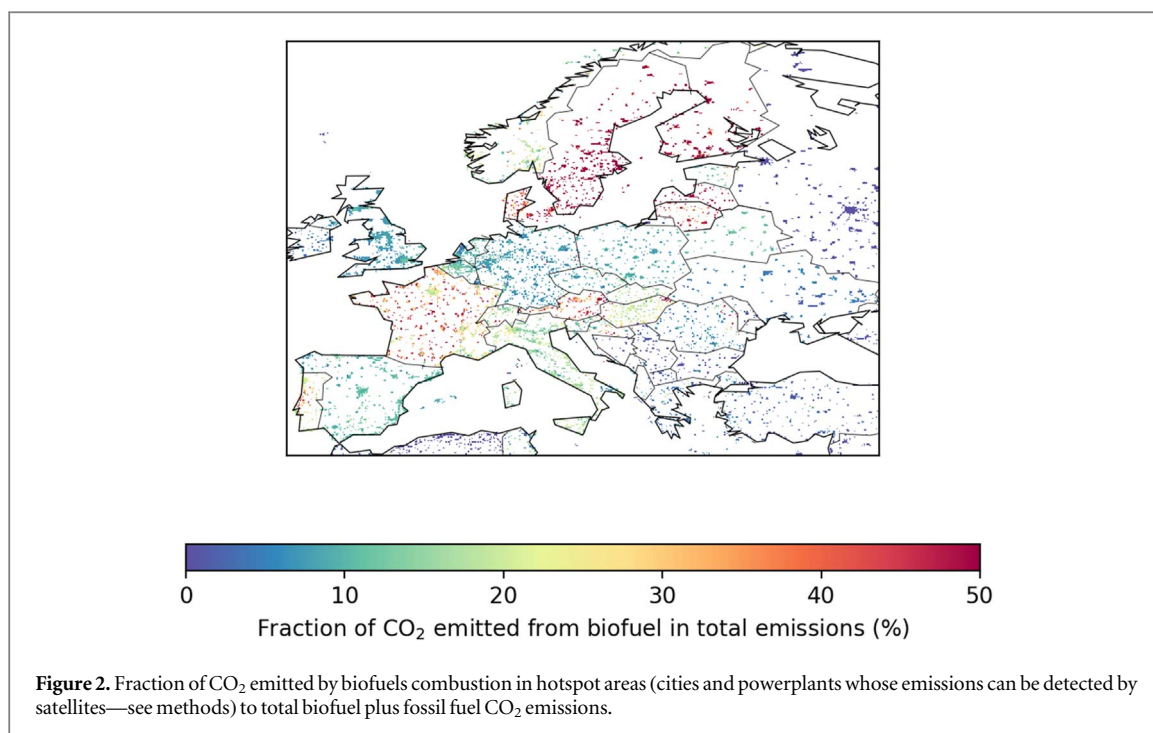 0 10 20 30 40 50
Fraction of CO₂ emitted from biofuel in total emissions (%)
Figure 2. Fraction of CO₂ emitted by biofuels combustion in hotspot areas (cities and powerplants whose emissions can be detected by
satellites—see methods) to total biofuel plus fossil fuel CO₂ emissions.